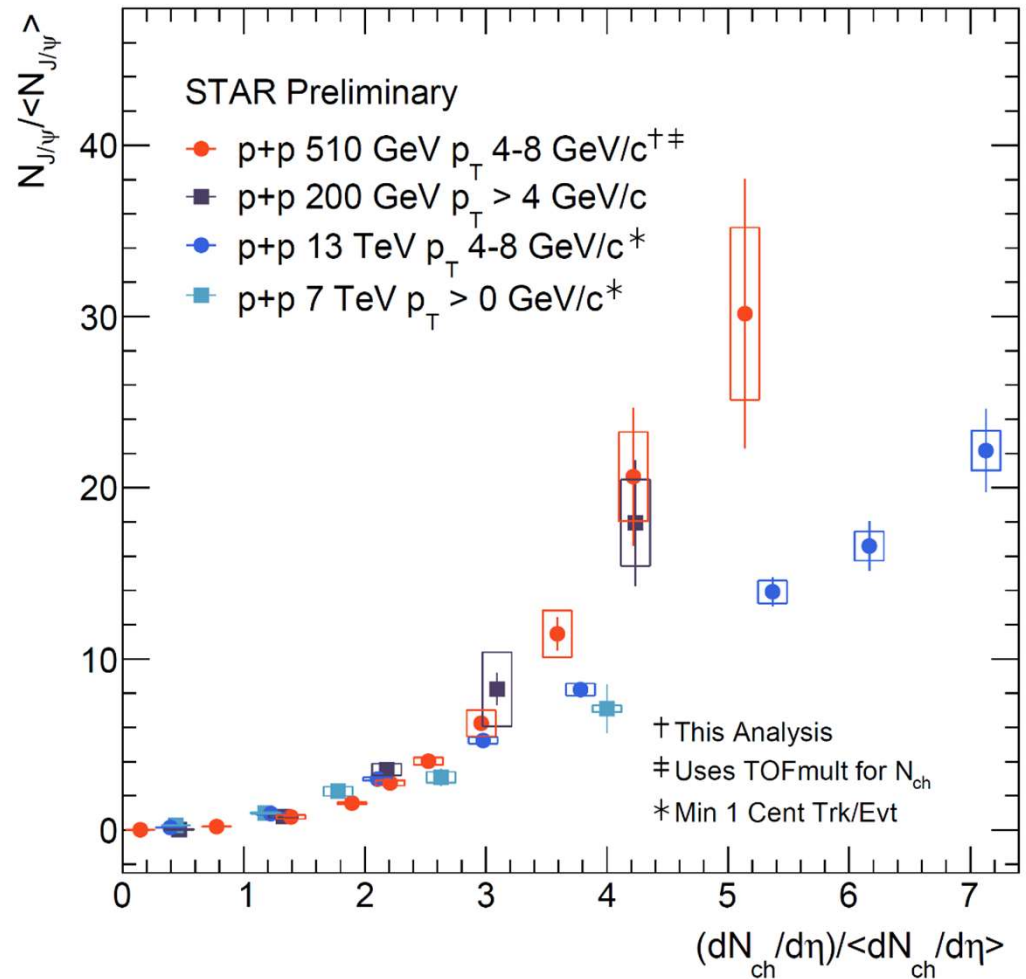 N_J/ψ/<N_J/ψ>
STAR Preliminary
p+p 510 GeV p_T 4-8 GeV/c†‡
p+p 200 GeV p_T > 4 GeV/c
p+p 13 TeV p_T 4-8 GeV/c*
p+p 7 TeV p_T > 0 GeV/c*
40
30
20
10
0
† This Analysis
‡ Uses TOFmult for N_ch
* Min 1 Cent Trk/Evt
0 1 2 3 4 5 6 7
(dN_ch/dη)/<dN_ch/dη>